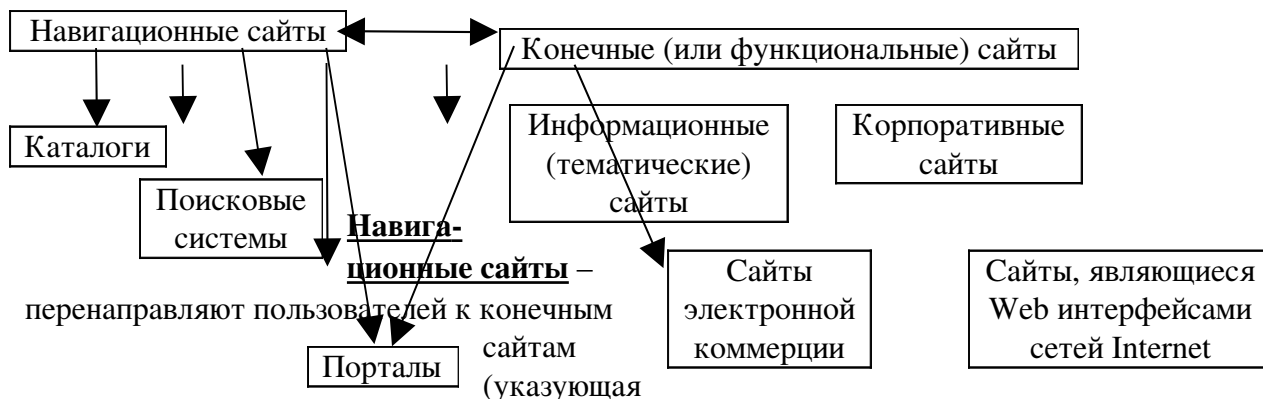 Навигационные сайты
Конечные (или функциональные) сайты
Каталоги
Информационные
(тематические)
сайты
Корпоративные
сайты
Поисковые
системы
Навига-
ционные сайты –
перенаправляют пользователей к конечным
сайтам
(указующая
Порталы
Сайты
электронной
коммерции
Сайты, являющиеся
Web интерфейсами
сетей Internet